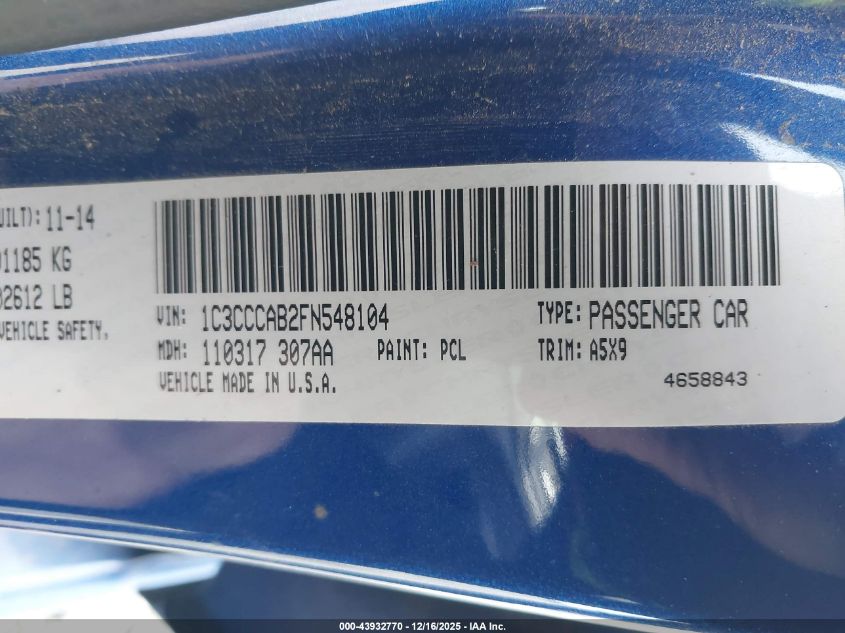 UILT): 11-14
1185 KG
02612 LB
VEHICLE SAFETY,
VIN: 1C3CCCAB2FN548104
TYPE: PASSENGER CAR
MDH: 110317 307AA
PAINT: PCL
TRIM: A5X9
VEHICLE MADE IN U.S.A.
4658843
000-43932770 - 12/16/2025 - IAA Inc.